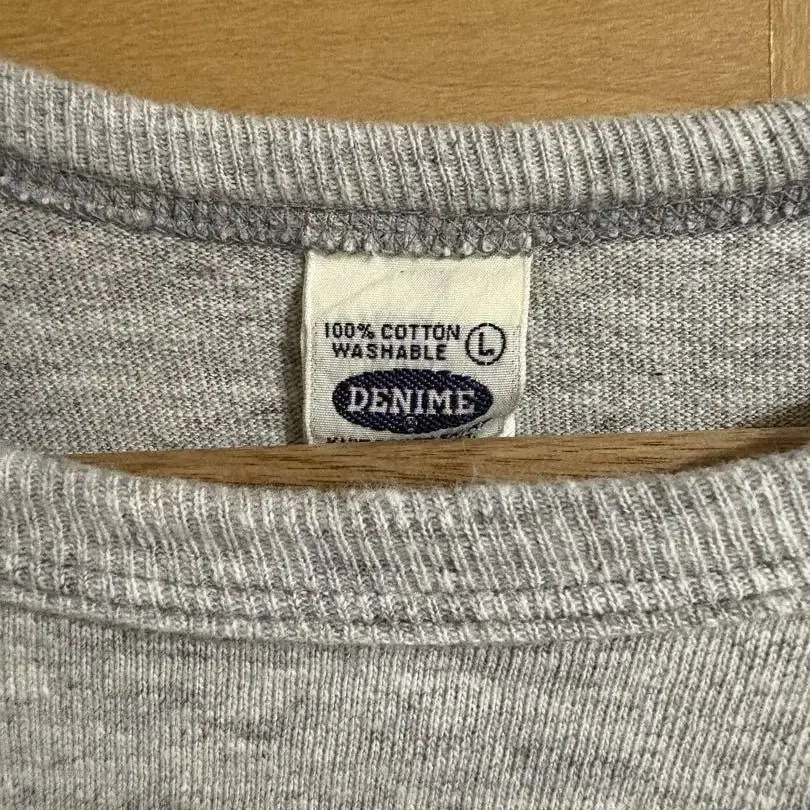 100% COTTON
WASHABLE
L
DENIME